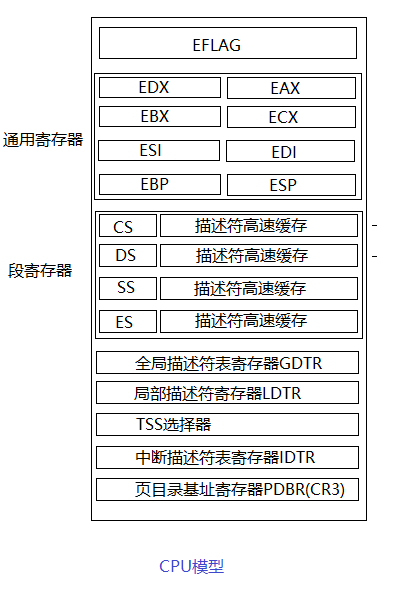 EFLAG
通用寄存器
EDX EAX
EBX ECX
ESI EDI
EBP ESP
段寄存器
CS 描述符高速缓存
DS 描述符高速缓存
SS 描述符高速缓存
ES 描述符高速缓存
全局描述符表寄存器GDTR
局部描述符寄存器LDTR
TSS选择器
中断描述符表寄存器IDTR
页目录基址寄存器PDBR(CR3)
CPU模型